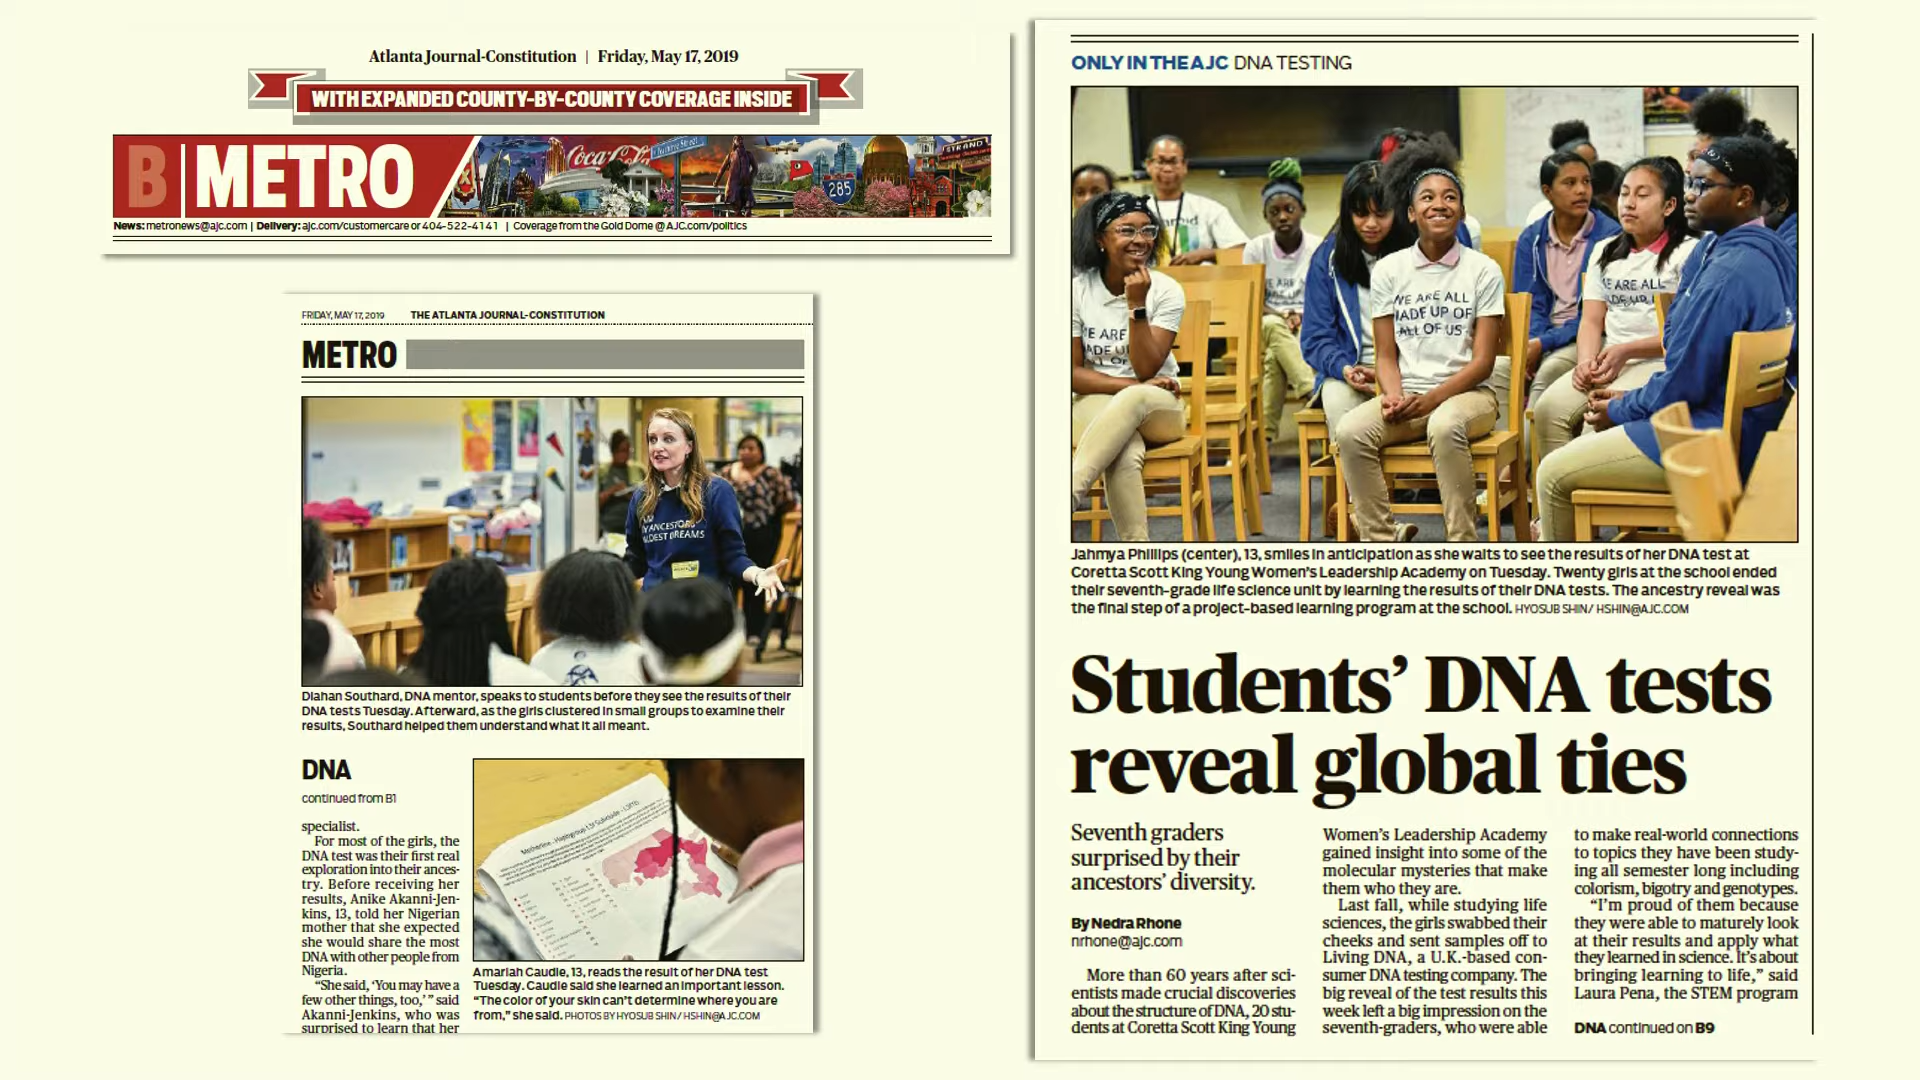 Atlanta Journal-Constitution | Friday, May 17, 2019
WITH EXPANDED COUNTY-BY-COUNTY COVERAGE INSIDE
B METRO
Coca-Cola
285
STRAND
News: metronews@ajc.com | Delivery: ajc.com/customercare or 404-522-4141 | Coverage from the Gold Dome @AJC.com/politics
FRIDAY, MAY 17, 2019 THE ATLANTA JOURNAL-CONSTITUTION
METRO
ANCESTORS'
WILDEST DREAMS
Diahan Southard, DNA mentor, speaks to students before they see the results of their
DNA tests Tuesday. Afterward, as the girls clustered in small groups to examine their
results, Southard helped them understand what it all meant.
DNA
continued from B1
specialist.
For most of the girls, the
DNA test was their first real
exploration into their ances-
try. Before receiving her
results, Anike Akanni-Jen-
kins, 13, told her Nigerian
mother that she expected
she would share the most
DNA with other people from
Nigeria.
“She said, ‘You may have a
few other things, too,’ ” said
Akanni-Jenkins, who was
surprised to learn that her
Amariah Caudle, 13, reads the result of her DNA test
Tuesday. Caudle said she learned an important lesson.
“The color of your skin can’t determine where you are
from,” she said. PHOTOS BY HYOSUB SHIN / HSHIN@AJC.COM
ONLY IN THE AJC DNA TESTING
WE ARE ALL
MADE UP OF
ALL OF US
Jahmya Phillips (center), 13, smiles in anticipation as she waits to see the results of her DNA test at
Coretta Scott King Young Women’s Leadership Academy on Tuesday. Twenty girls at the school ended
their seventh-grade life science unit by learning the results of their DNA tests. The ancestry reveal was
the final step of a project-based learning program at the school. HYOSUB SHIN / HSHIN@AJC.COM
Students’ DNA tests
reveal global ties
Seventh graders
surprised by their
ancestors’ diversity.
By Nedra Rhone
nrhone@ajc.com
More than 60 years after sci-
entists made crucial discoveries
about the structure of DNA, 20 stu-
dents at Coretta Scott King Young
Women’s Leadership Academy
gained insight into some of the
molecular mysteries that make
them who they are.
Last fall, while studying life
sciences, the girls swabbed their
cheeks and sent samples off to
Living DNA, a U.K.-based con-
sumer DNA testing company. The
big reveal of the test results this
week left a big impression on the
seventh-graders, who were able
to make real-world connections
to topics they have been study-
ing all semester long including
colorism, bigotry and genotypes.
“I’m proud of them because
they were able to maturely look
at their results and apply what
they learned in science. It’s about
bringing learning to life,” said
Laura Pena, the STEM program
DNA continued on B9